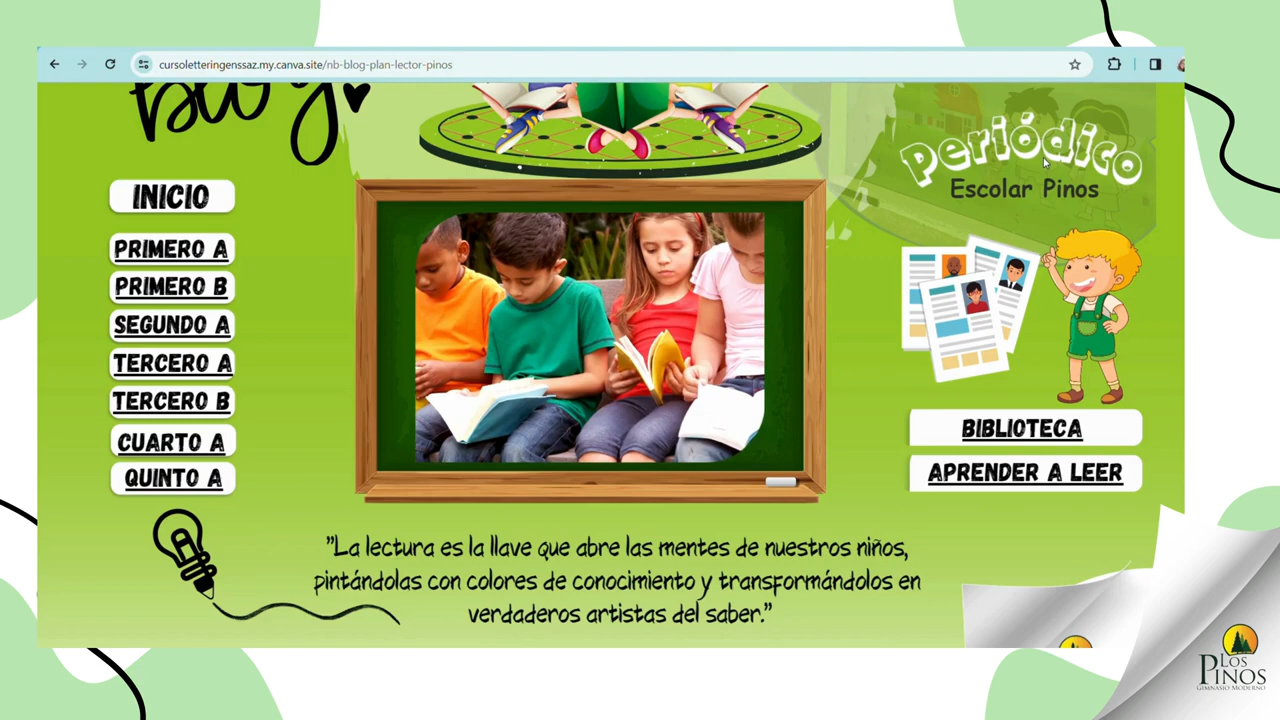 cursoletteringenssaz.my.canva.site/nb-blog-plan-lector-pinos
Blog
INICIO
PRIMERO A
PRIMERO B
SEGUNDO A
TERCERO A
TERCERO B
CUARTO A
QUINTO A
Periódico
Escolar Pinos
BIBLIOTECA
APRENDER A LEER
"La lectura es la llave que abre las mentes de nuestros niños,
pintándolas con colores de conocimiento y transformándolos en
verdaderos artistas del saber."
LOS
PINOS
GIMNASIO MODERNO